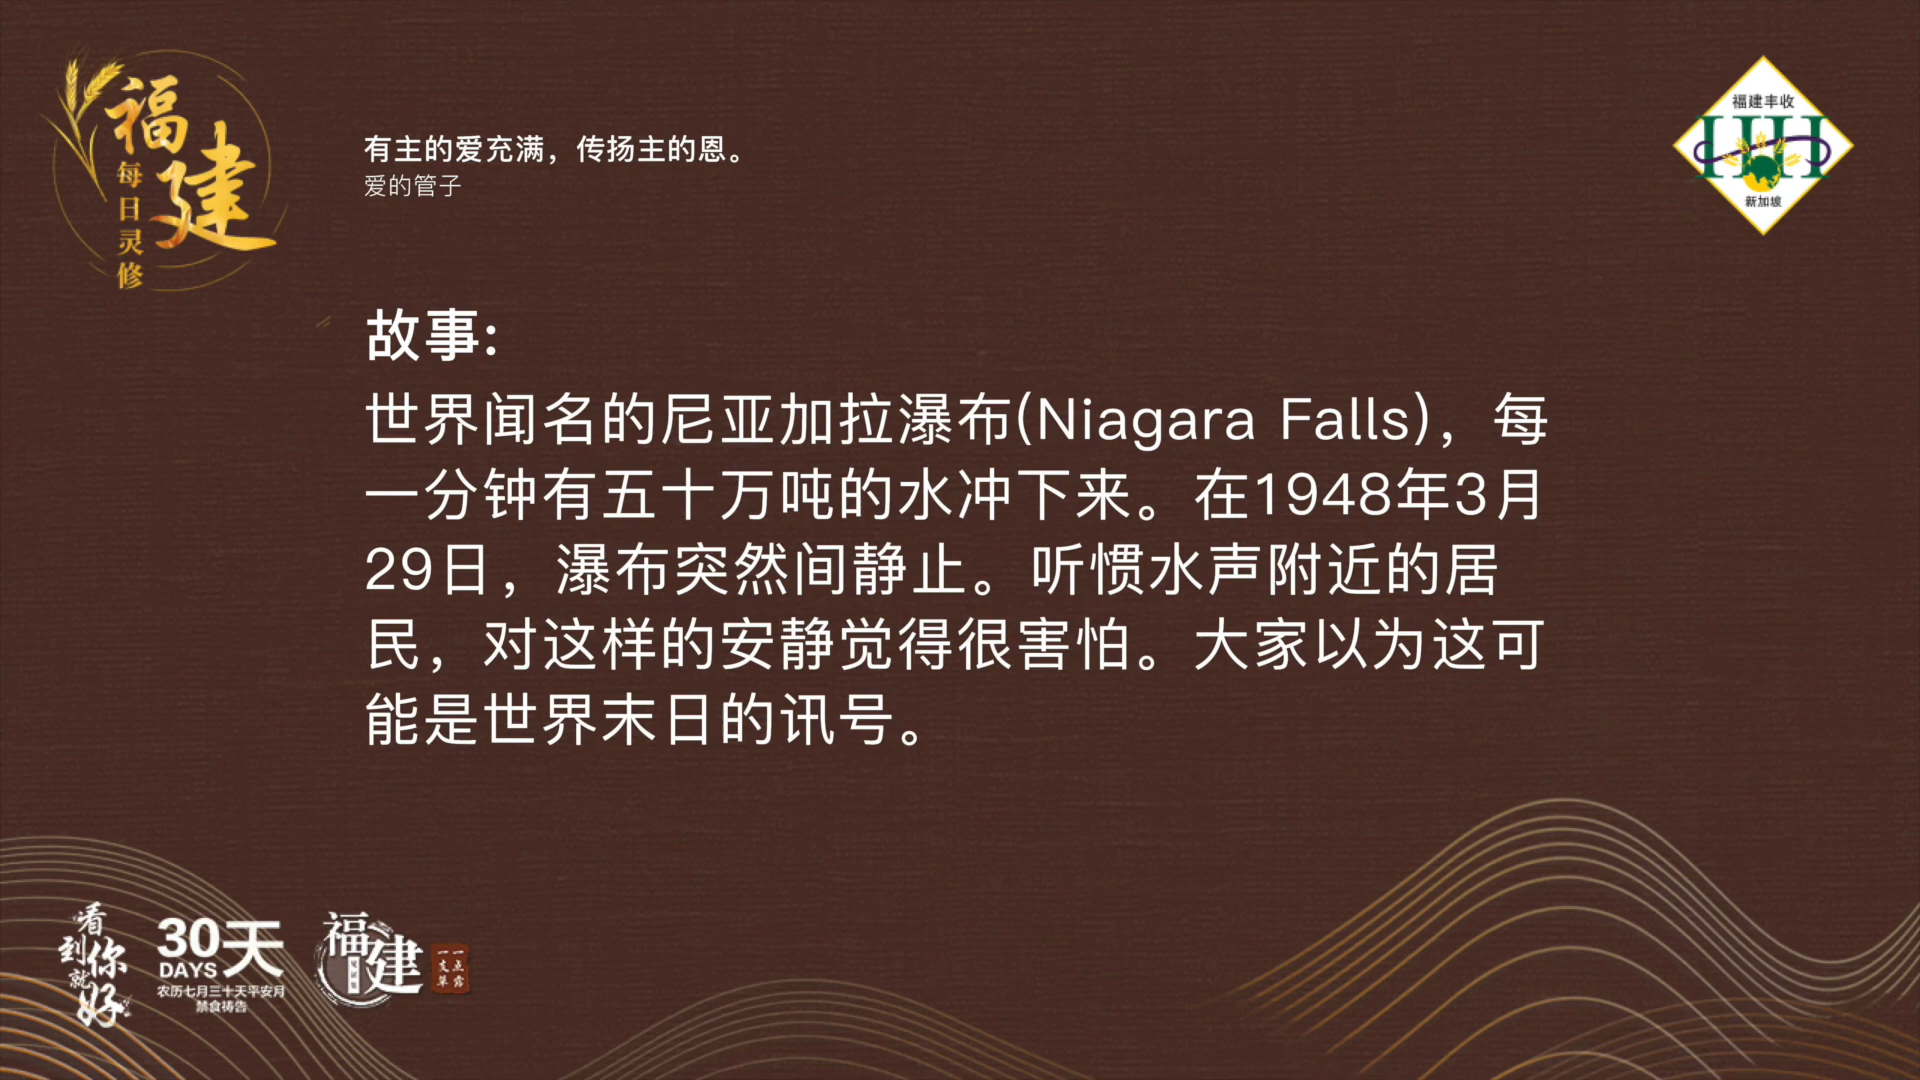 福建
每日灵修
有主的爱充满，传扬主的恩。
爱的管子
福建丰收
HH
新加坡
故事:
世界闻名的尼亚加拉瀑布(Niagara Falls)，每
一分钟有五十万吨的水冲下来。在1948年3月
29日，瀑布突然间静止。听惯水声附近的居
民，对这样的安静觉得很害怕。大家以为这可
能是世界末日的讯号。
看到你就好
30天
DAYS
农历七月三十天平安月
禁食祷告
福建
一点露
一支草